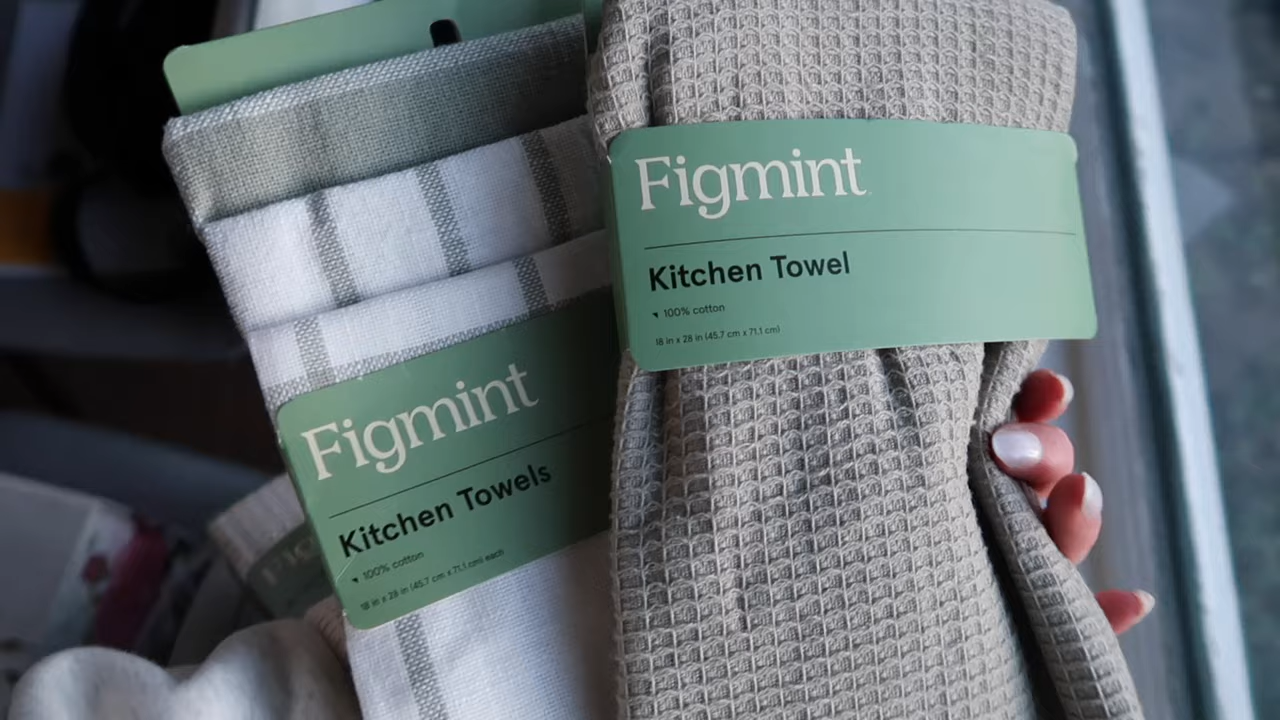 Figmint
Kitchen Towels
100% cotton
18 in x 28 in (45.7 cm x 71.1 cm) each
Figmint
Kitchen Towel
100% cotton
18 in x 28 in (45.7 cm x 71.1 cm)